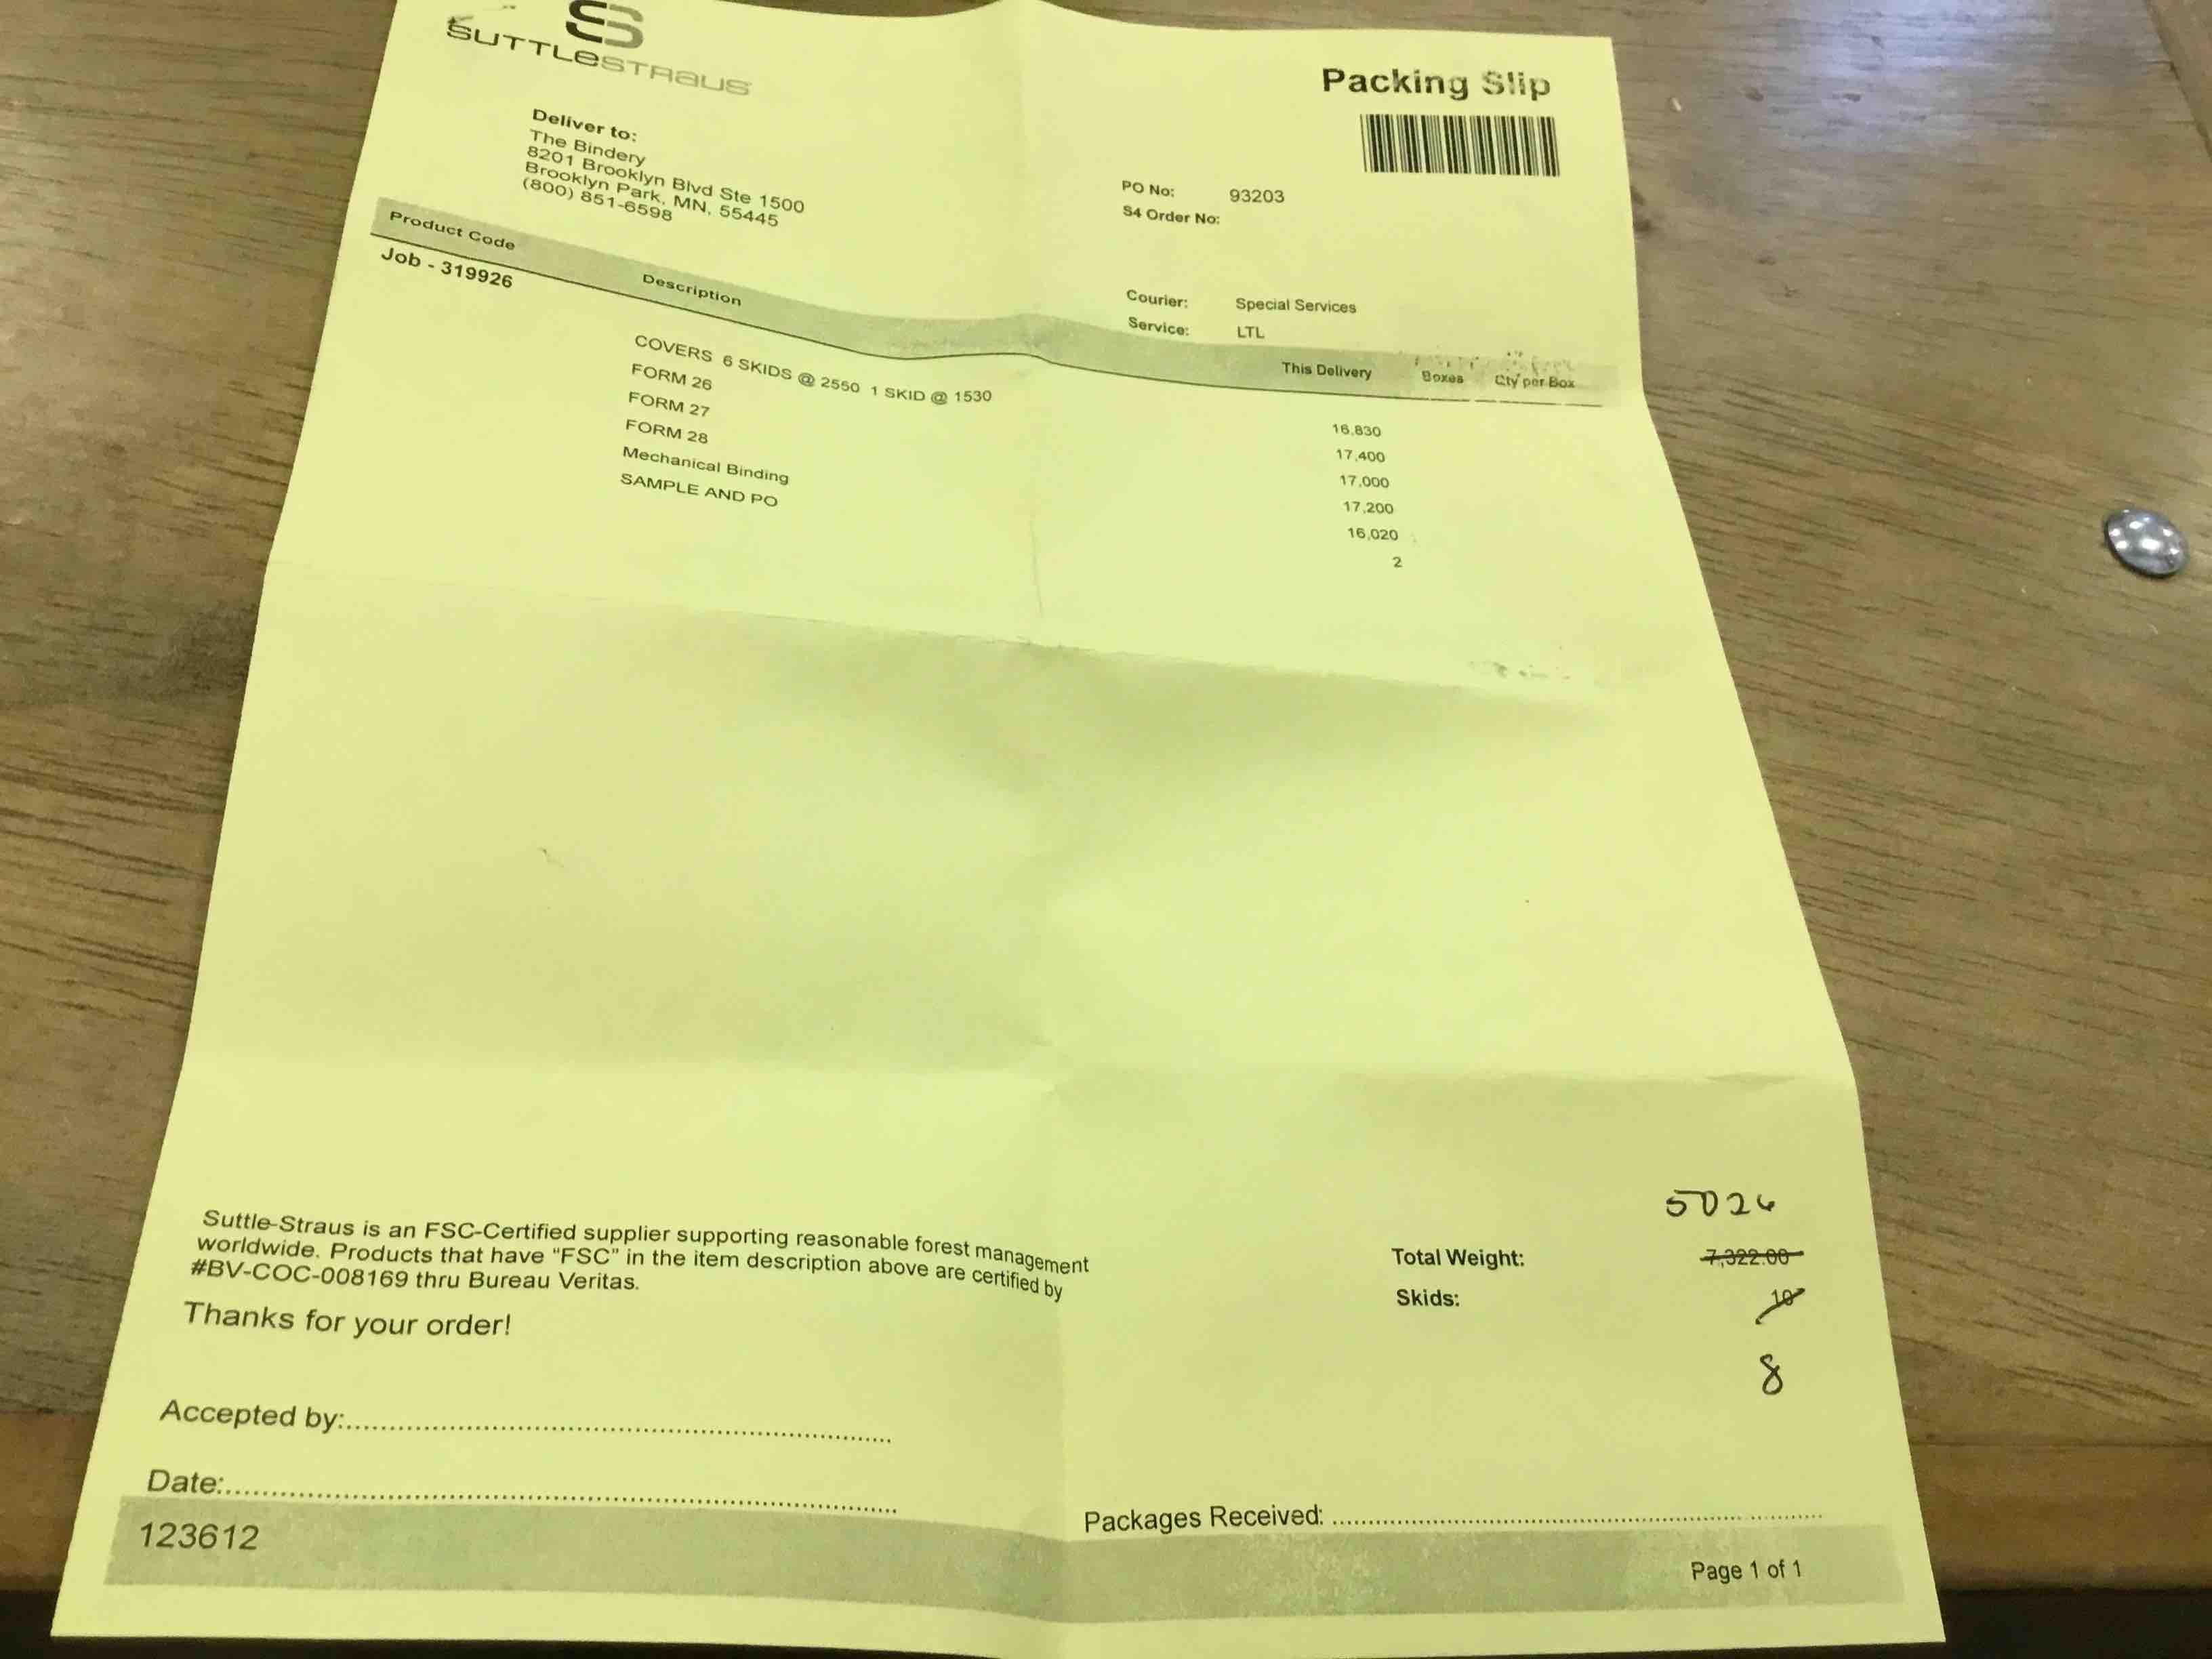 SUTTLESTRAUS
Packing Slip
Deliver to:
The Bindery
8201 Brooklyn Blvd Ste 1500
Brooklyn Park, MN, 55445
(800) 851-6598
PO No: 93203
S4 Order No:
Courier: Special Services
Service: LTL
Product Code Description This Delivery Boxes Qty per Box
Job - 319926
COVERS 6 SKIDS @ 2550 1 SKID @ 1530 16,830
FORM 26 17,400
FORM 27 17,000
FORM 28 17,200
Mechanical Binding 16,020
SAMPLE AND PO 2
Suttle-Straus is an FSC-Certified supplier supporting reasonable forest management
worldwide. Products that have “FSC” in the item description above are certified by
#BV-COC-008169 thru Bureau Veritas.
Thanks for your order!
5026
Total Weight: 7,322.00
Skids: 10
8
Accepted by:
Date:
Packages Received:
123612
Page 1 of 1